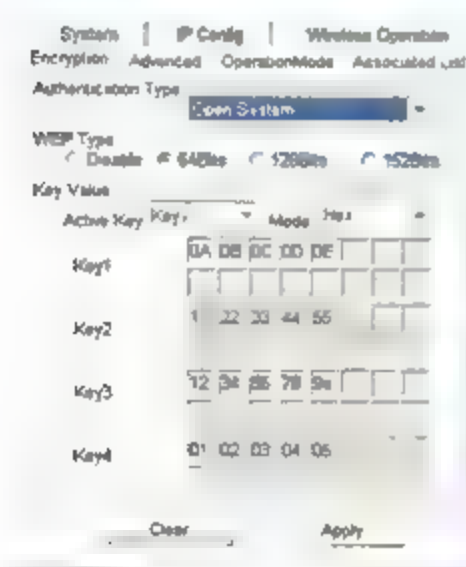 System IP Config Wireless Operation
Encryption Advanced OperationMode Associated List
Authentication Type
Open System
WEP Type
Disable 64Bits 128Bits 152Bits
Key Value
Active Key Key1 Mode Hex
Key1 0A 0B 0C 0D 0E
Key2 22 33 44 55
Key3 12 34 56 78 9a
Key4 01 02 03 04 05
Clear Apply